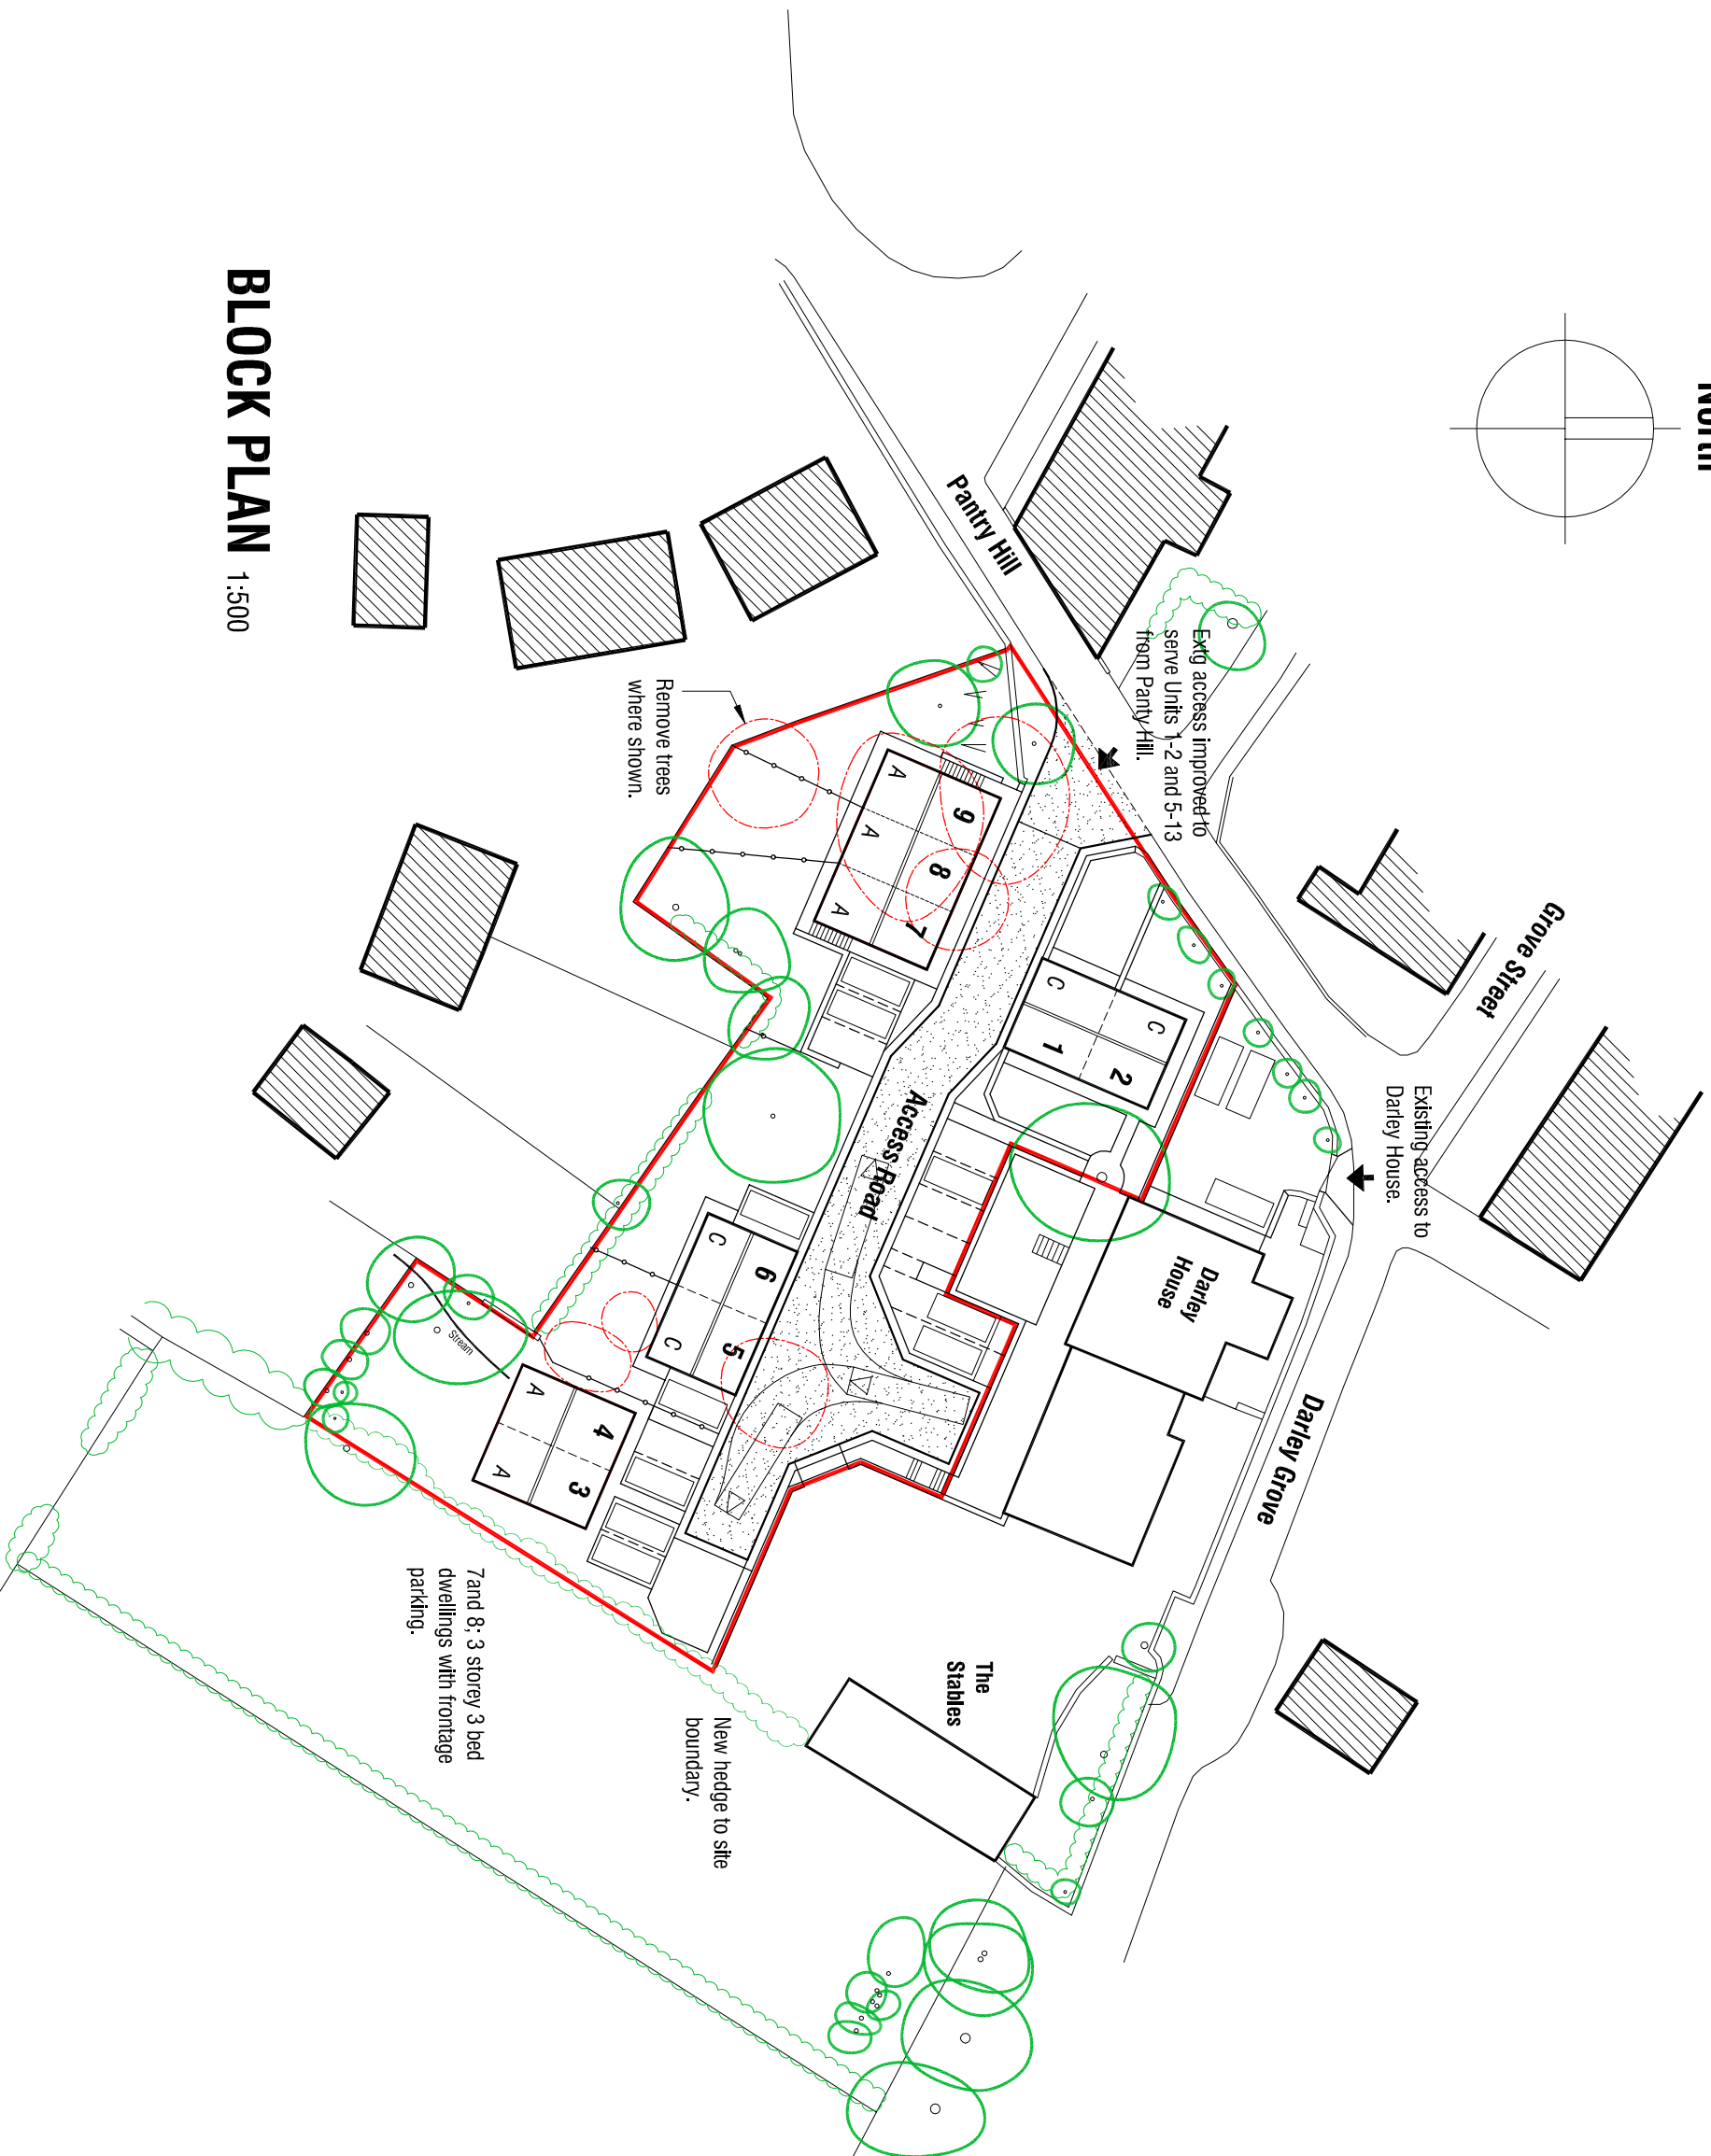 North
Grove Street
Existing access to
Darley House.
Extg access improved to
serve Units 1-2 and 5-13
from Panty Hill.
Pantry Hill
Darley Grove
Darley
House
Access Road
The
Stables
C
C
1
2
A
A
A
9
8
7
C
C
6
5
A
A
4
3
Remove trees
where shown.
Stream
New hedge to site
boundary.
7and 8; 3 storey 3 bed
dwellings with frontage
parking.
BLOCK PLAN 1:500